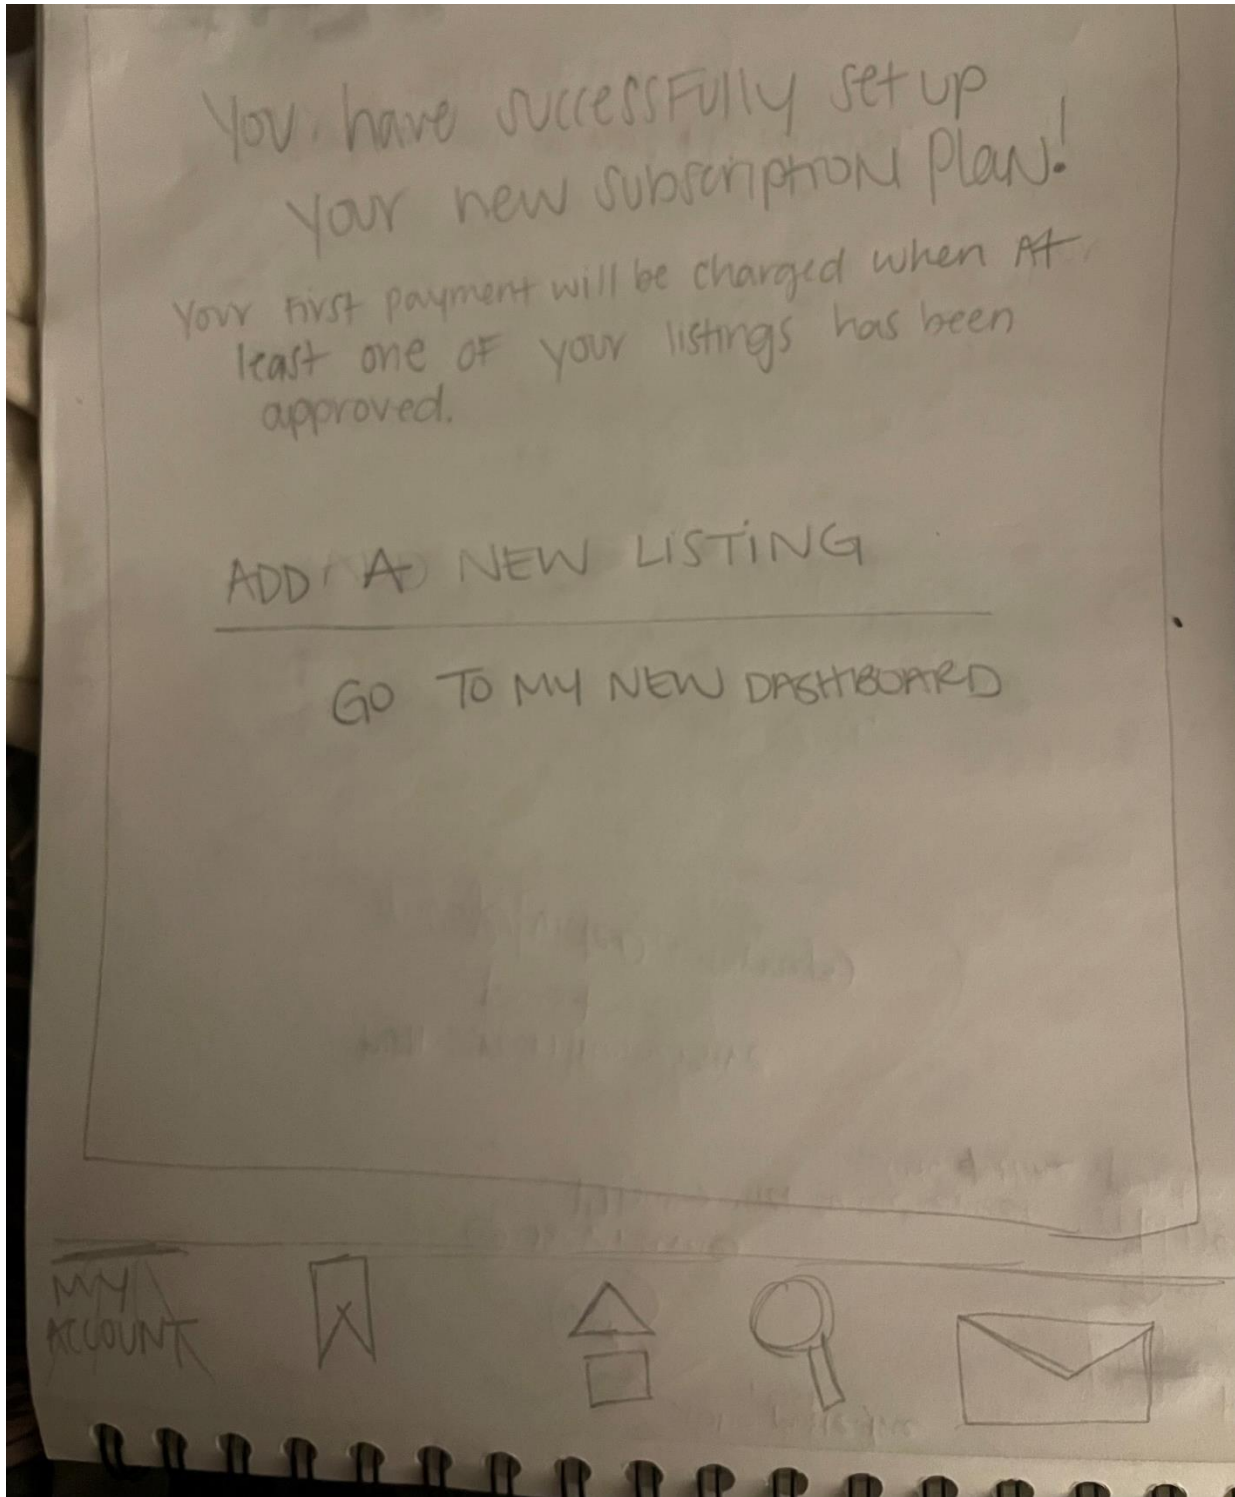 You have successfully set up
your new subscription plan!
Your first payment will be charged when At
least one of your listings has been
approved.
ADD A NEW LISTING
GO TO MY NEW DASHBOARD
MY
ACCOUNT